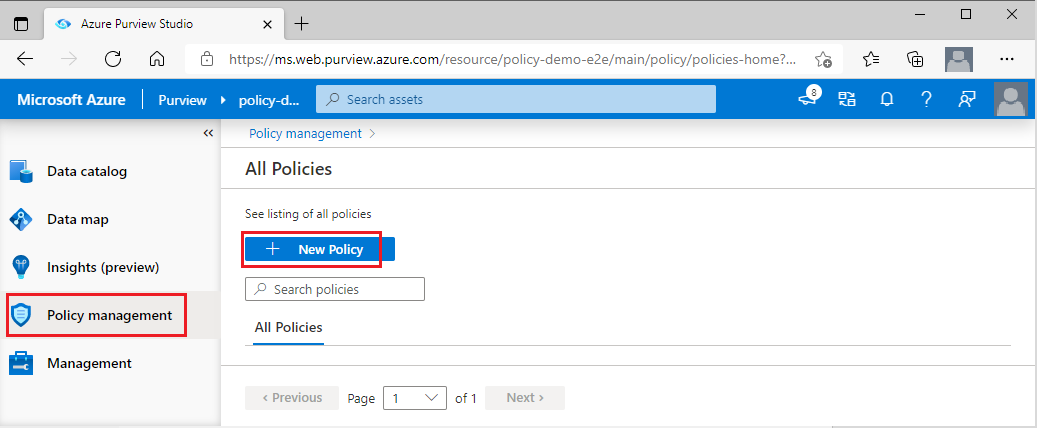 Azure Purview Studio
https://ms.web.purview.azure.com/resource/policy-demo-e2e/main/policy/policies-home?...
Microsoft Azure Purview policy-d... Search assets 8
Policy management
All Policies
Data catalog
Data map
Insights (preview)
Policy management
Management
See listing of all policies
New Policy
Search policies
All Policies
Previous Page 1 of 1 Next